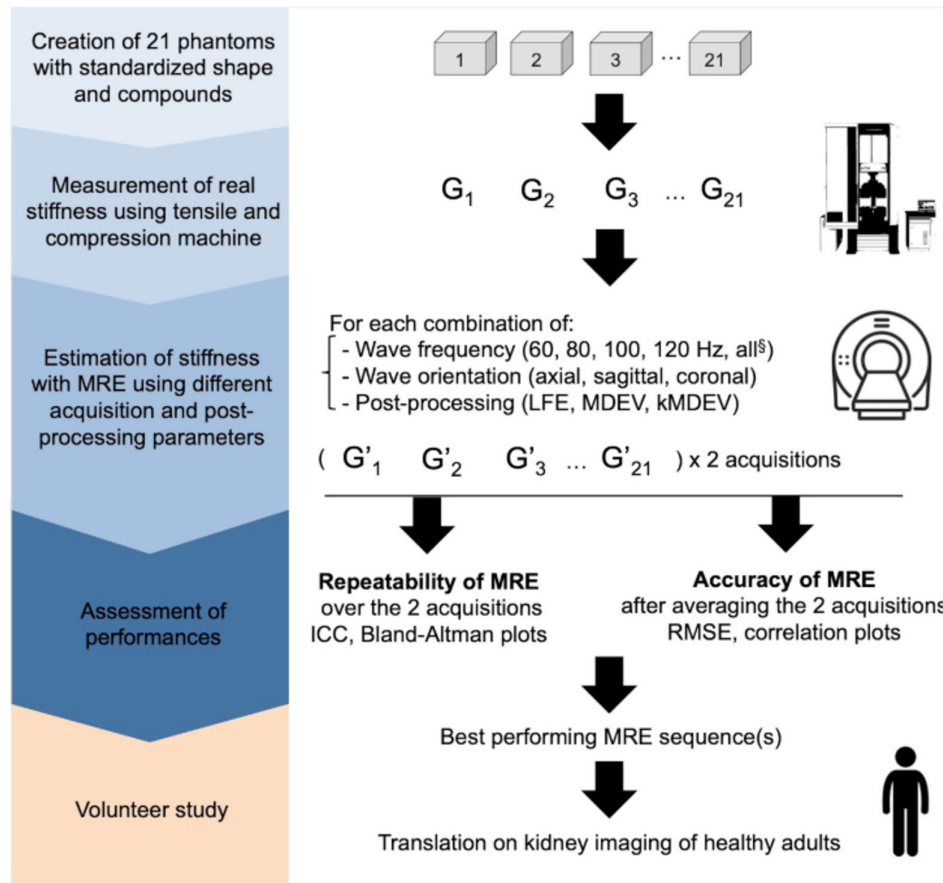 Creation of 21 phantoms
with standardized shape
and compounds
1 2 3 ... 21
Measurement of real
stiffness using tensile and
compression machine
G1 G2 G3 ... G21
Estimation of stiffness
with MRE using different
acquisition and post-
processing parameters
For each combination of:
- Wave frequency (60, 80, 100, 120 Hz, all§)
- Wave orientation (axial, sagittal, coronal)
- Post-processing (LFE, MDEV, kMDEV)
( G'1 G'2 G'3 ... G'21 ) x 2 acquisitions
Assessment of
performances
Repeatability of MRE
over the 2 acquisitions
ICC, Bland-Altman plots
Accuracy of MRE
after averaging the 2 acquisitions
RMSE, correlation plots
Best performing MRE sequence(s)
Volunteer study
Translation on kidney imaging of healthy adults